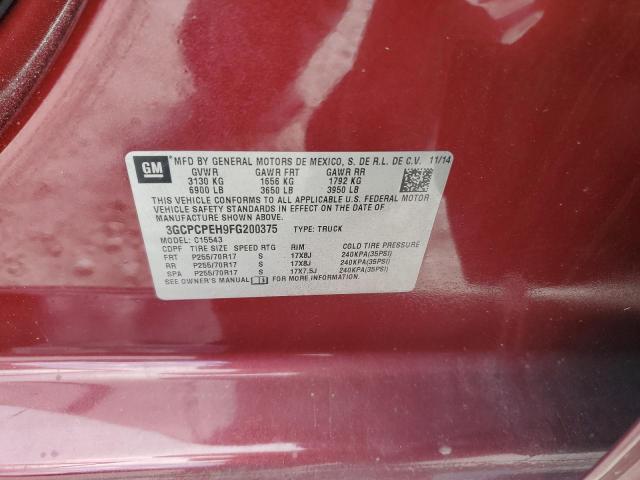 GM
MFD BY GENERAL MOTORS DE MEXICO, S. DE R.L. DE C.V. 11/14
GVWR GAWR FRT GAWR RR
3130 KG 1656 KG 1792 KG
6900 LB 3650 LB 3950 LB
THIS VEHICLE CONFORMS TO ALL APPLICABLE U.S. FEDERAL MOTOR
VEHICLE SAFETY STANDARDS IN EFFECT ON THE DATE OF
MANUFACTURE SHOWN ABOVE.
3GCPCPEH9FG200375 TYPE: TRUCK
MODEL: C15543
CDPF TIRE SIZE SPEED RTG RIM COLD TIRE PRESSURE
FRT P255/70R17 S 17X8J 240KPA(35PSI)
RR P255/70R17 S 17X8J 240KPA(35PSI)
SPA P255/70R17 S 17X7.5J 240KPA(35PSI)
SEE OWNER'S MANUAL FOR MORE INFORMATION.